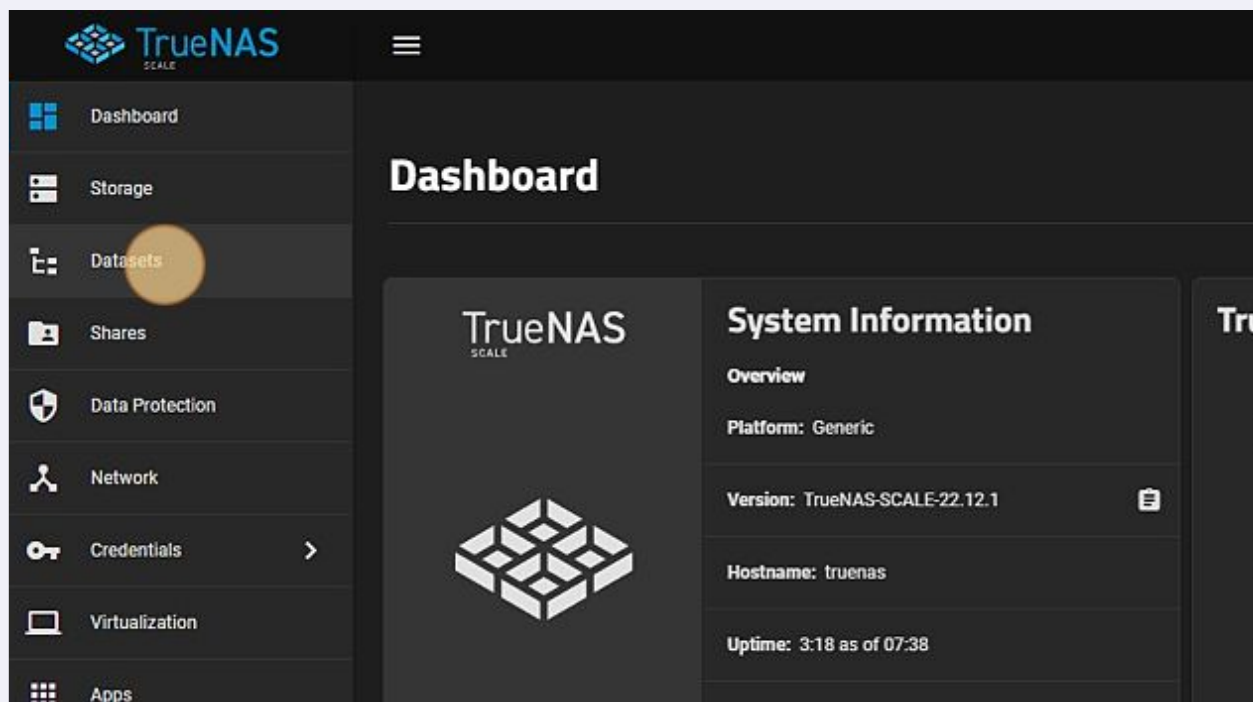 TrueNAS
SCALE
Dashboard
Storage
Datasets
Shares
Data Protection
Network
Credentials
Virtualization
Apps
Dashboard
TrueNAS
SCALE
System Information
Overview
Platform: Generic
Version: TrueNAS-SCALE-22.12.1
Hostname: truenas
Uptime: 3:18 as of 07:38